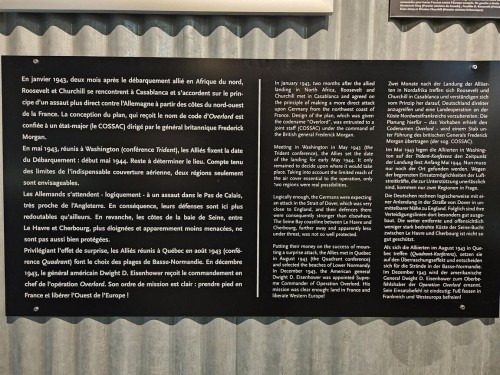 En janvier 1943, deux mois après le débarquement allié en Afrique du nord,
Roosevelt et Churchill se rencontrent à Casablanca et s'accordent sur le prin-
cipe d'un assaut plus direct contre l'Allemagne à partir des côtes du nord-ouest
de la France. La conception du plan, qui reçoit le nom de code d'Overlord est
confiée à un état-major (le COSSAC) dirigé par le général britannique Frederick
Morgan.
En mai 1943, réunis à Washington (conférence Trident), les Alliés fixent la date
du Débarquement : début mai 1944. Reste à déterminer le lieu. Compte tenu
des limites de l'indispensable couverture aérienne, deux régions seulement
sont envisageables.
Les Allemands s'attendent - logiquement - à un assaut dans le Pas de Calais,
très proche de l'Angleterre. En conséquence, leurs défenses sont ici plus
redoutables qu'ailleurs. En revanche, les côtes de la baie de Seine, entre
Le Havre et Cherbourg, plus éloignées et apparemment moins menacées, ne
sont pas aussi bien protégées.
Privilégiant l'effet de surprise, les Alliés réunis à Québec en août 1943 (confé-
rence Quadrant) font le choix des plages de Basse-Normandie. En décembre
1943, le général américain Dwight D. Eisenhower reçoit le commandement en
chef de l'opération Overlord. Son ordre de mission est clair : prendre pied en
France et libérer l'Ouest de l'Europe !
In January 1943, two months after the allied
landing in North Africa, Roosevelt and
Churchill met in Casablanca and agreed on
the principle of making a more direct attack
upon Germany from the northwest coast of
France. Design of the plan, which was given
the codename "Overlord", was entrusted to a
joint staff (COSSAC) under the command of
the British general Frederick Morgan.
Meeting in Washington in May 1943 (the
Trident conference), the Allies set the date
of the landing for early May 1944. It only
remained to decide upon where it would take
place. Taking into account the limited reach of
the air cover essential to the operation, only
two regions were real possibilities.
Logically enough, the Germans were expecting
an attack in the Strait of Dover, which was very
close to England, and their defences there
were consequently stronger than elsewhere.
The Seine Bay coastline between Le Havre and
Cherbourg, further away and apparently less
under threat, was not so well protected.
Putting their money on the success of moun-
ting a surprise attack, the Allies met in Quebec
in August 1943 (the Quadrant conference)
and selected the beaches of Lower Normandy.
In December 1943, the American general
Dwight D. Eisenhower was appointed Supre-
me Commander of Operation Overlord. His
mission was clear enough: land in France and
liberate Western Europe!
Zwei Monate nach der Landung der Alliier-
ten in Nordafrika treffen sich Roosevelt und
Churchill in Casablanca und verständigen sich
vom Prinzip her darauf, Deutschland direkter
anzugreifen und eine Landeoperation an der
Küste Nordwestfrankreichs vorzubereiten. Die
Planung hierfür – das Vorhaben erhielt den
Codenamen Overlord – wird einem Stab un-
ter Führung des britischen Generals Frederick
Morgan übertragen (der sog. COSSAC).
Im Mai 1943 legen die Alliierten in Washing-
ton auf der Trident-Konferenz den Zeitpunkt
der Landung fest: Anfang Mai 1944. Nun muss
nur noch der Ort gefunden werden. Wegen
der begrenzten Einsatzmöglichkeiten der Luft-
streitkräfte, die zur Unterstützung unerlässlich
sind, kommen nur zwei Regionen in Frage.
Die Deutschen rechnen logischerweise mit ei-
ner Anlandung in der Straße von Dover in un-
mittelbarer Nähe zu England. Folglich sind ihre
Verteidigungslinien dort besonders gut ausge-
baut. Die weiter entfernte und offensichtlich
weniger stark bedrohte Küste der Seine-Bucht
zwischen Le Havre und Cherbourg ist nicht so
gut geschützt.
Als sich die Alliierten im August 1943 in Que-
bec treffen (Quadrant-Konferenz), setzen sie
auf den Überraschungseffekt und entscheiden
sich für die Strände in der Basse-Normandie.
Im Dezember 1943 wird der amerikanische
General Dwight D. Eisenhower zum Oberbe-
fehlshaber der Operation Overlord ernannt.
Sein Einsatzbefehl ist eindeutig: Fuß fassen in
Frankreich und Westeuropa befreien!